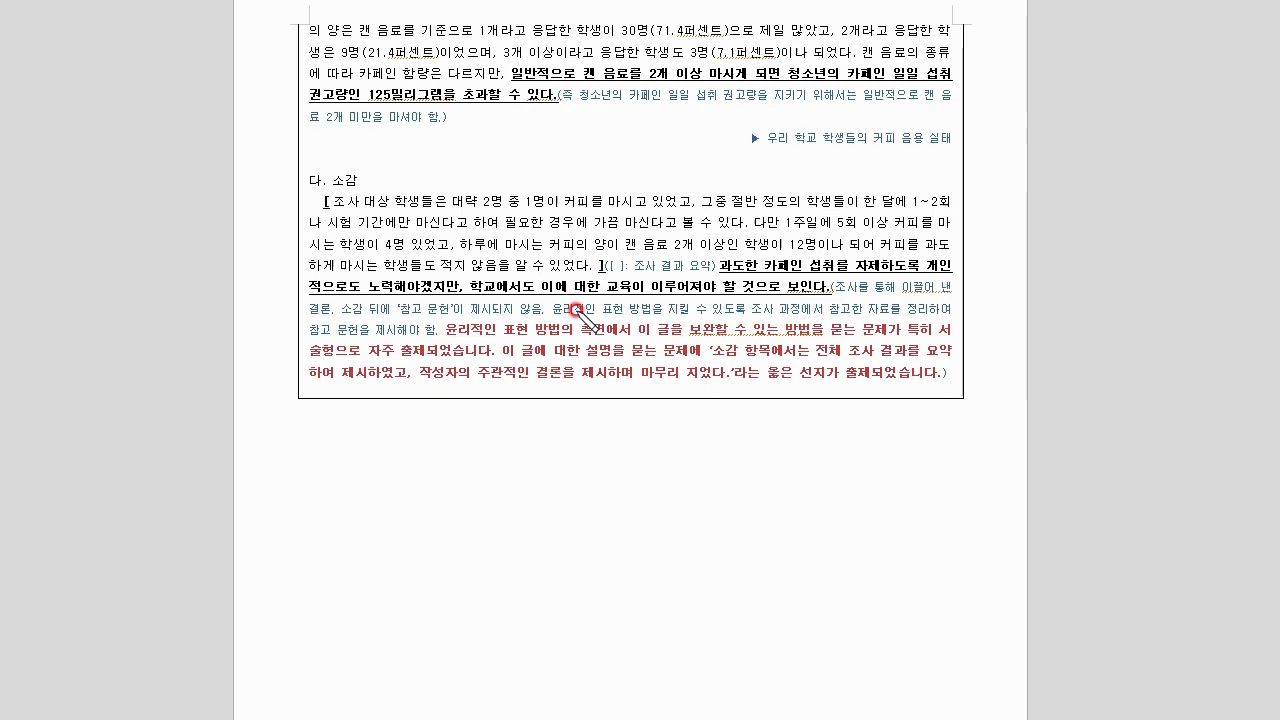 의 양은 캔 음료를 기준으로 1개라고 응답한 학생이 30명(71.4퍼센트)으로 제일 많았고, 2개라고 응답한 학
생은 9명(21.4퍼센트)이었으며, 3개 이상이라고 응답한 학생도 3명(7.1퍼센트)이나 되었다. 캔 음료의 종류
에 따라 카페인 함량은 다르지만, 일반적으로 캔 음료를 2개 이상 마시게 되면 청소년의 카페인 일일 섭취
권고량인 125밀리그램을 초과할 수 있다.(즉 청소년의 카페인 일일 섭취 권고량을 지키기 위해서는 일반적으로 캔 음
료 2개 미만을 마셔야 함.)
▶ 우리 학교 학생들의 커피 음용 실태
다. 소감
[조사 대상 학생들은 대략 2명 중 1명이 커피를 마시고 있었고, 그중 절반 정도의 학생들이 한 달에 1~2회
나 시험 기간에만 마신다고 하여 필요한 경우에 가끔 마신다고 볼 수 있다. 다만 1주일에 5회 이상 커피를 마
시는 학생이 4명 있었고, 하루에 마시는 커피의 양이 캔 음료 2개 이상인 학생이 12명이나 되어 커피를 과도
하게 마시는 학생들도 적지 않음을 알 수 있었다. ]([ ]: 조사 결과 요약) 과도한 카페인 섭취를 자제하도록 개인
적으로도 노력해야겠지만, 학교에서도 이에 대한 교육이 이루어져야 할 것으로 보인다.(조사를 통해 이끌어 낸
결론, 소감 뒤에 '참고 문헌'이 제시되지 않음. 윤리적인 표현 방법을 지킬 수 있도록 조사 과정에서 참고한 자료를 정리하여
참고 문헌을 제시해야 함. 윤리적인 표현 방법의 측면에서 이 글을 보완할 수 있는 방법을 묻는 문제가 특히 서
술형으로 자주 출제되었습니다. 이 글에 대한 설명을 묻는 문제에 '소감 항목에서는 전체 조사 결과를 요약
하여 제시하였고, 작성자의 주관적인 결론을 제시하며 마무리 지었다.'라는 옳은 선지가 출제되었습니다.)